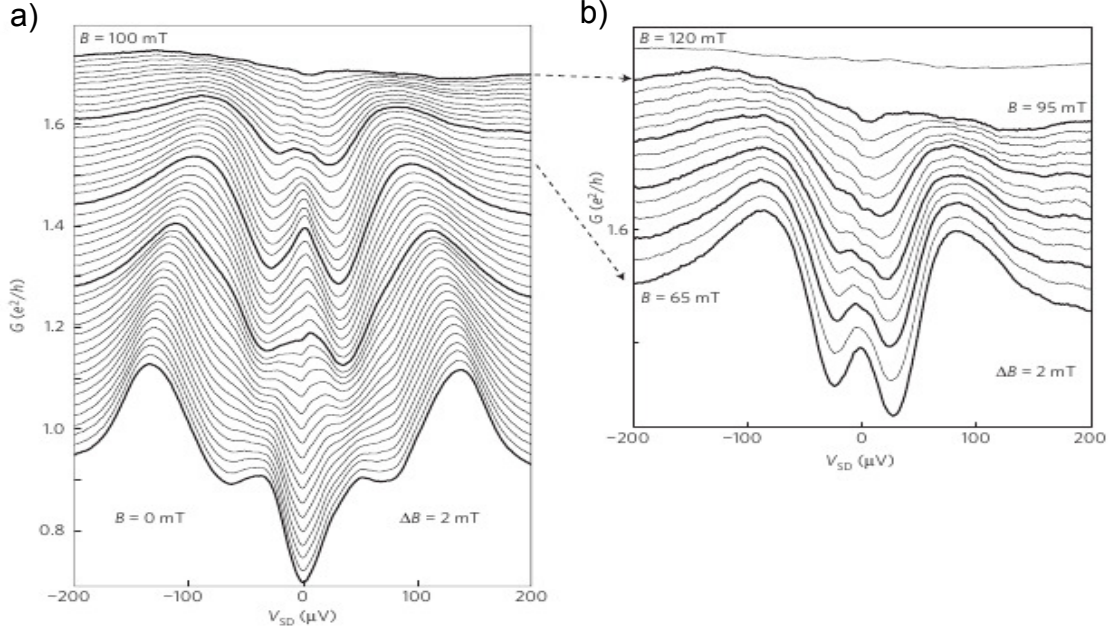 a)
B = 100 mT
1.6
1.4
1.2
1.0
0.8
G (e²/h)
B = 0 mT
ΔB = 2 mT
−200
−100
0
100
200
V_SD (µV)
b)
B = 120 mT
B = 95 mT
1.6
G (e²/h)
B = 65 mT
ΔB = 2 mT
−200
−100
0
100
200
V_SD (µV)